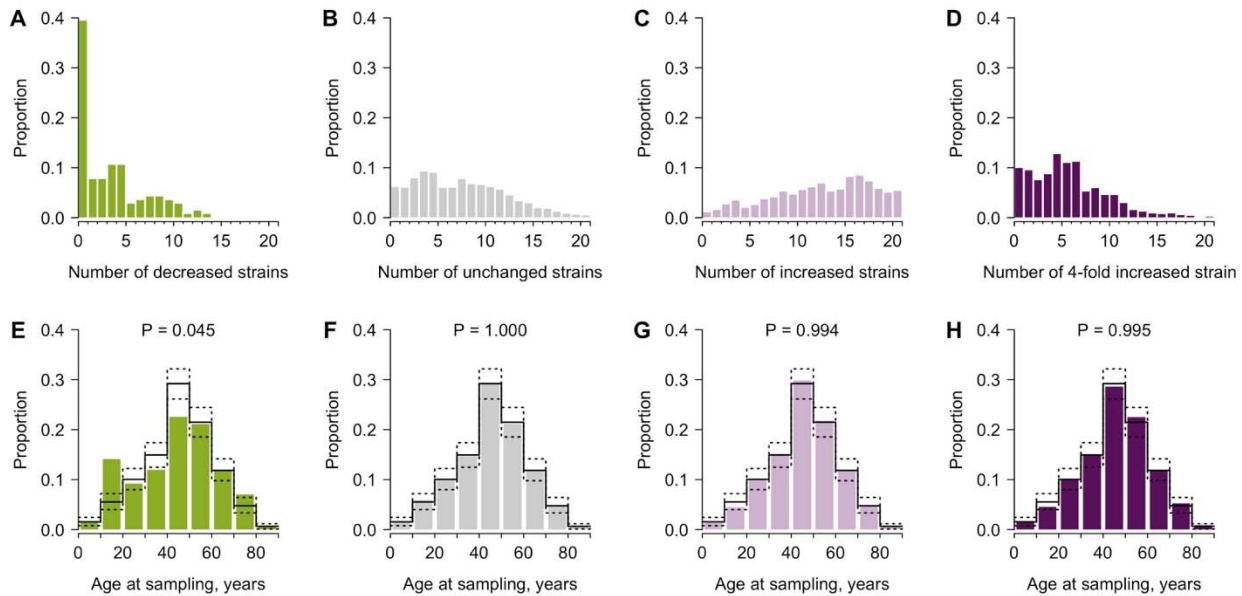 A
B
C
D
0.4 0.4 0.4 0.4
0.3 0.3 0.3 0.3
0.2 0.2 0.2 0.2
0.1 0.1 0.1 0.1
0.0 0.0 0.0 0.0
Proportion Proportion Proportion Proportion
0 5 10 15 20 0 5 10 15 20 0 5 10 15 20 0 5 10 15 20
Number of decreased strains Number of unchanged strains Number of increased strains Number of 4-fold increased strain
E P = 0.045 F P = 1.000 G P = 0.994 H P = 0.995
0.4 0.4 0.4 0.4
0.3 0.3 0.3 0.3
0.2 0.2 0.2 0.2
0.1 0.1 0.1 0.1
0.0 0.0 0.0 0.0
Proportion Proportion Proportion Proportion
0 20 40 60 80 0 20 40 60 80 0 20 40 60 80 0 20 40 60 80
Age at sampling, years Age at sampling, years Age at sampling, years Age at sampling, years